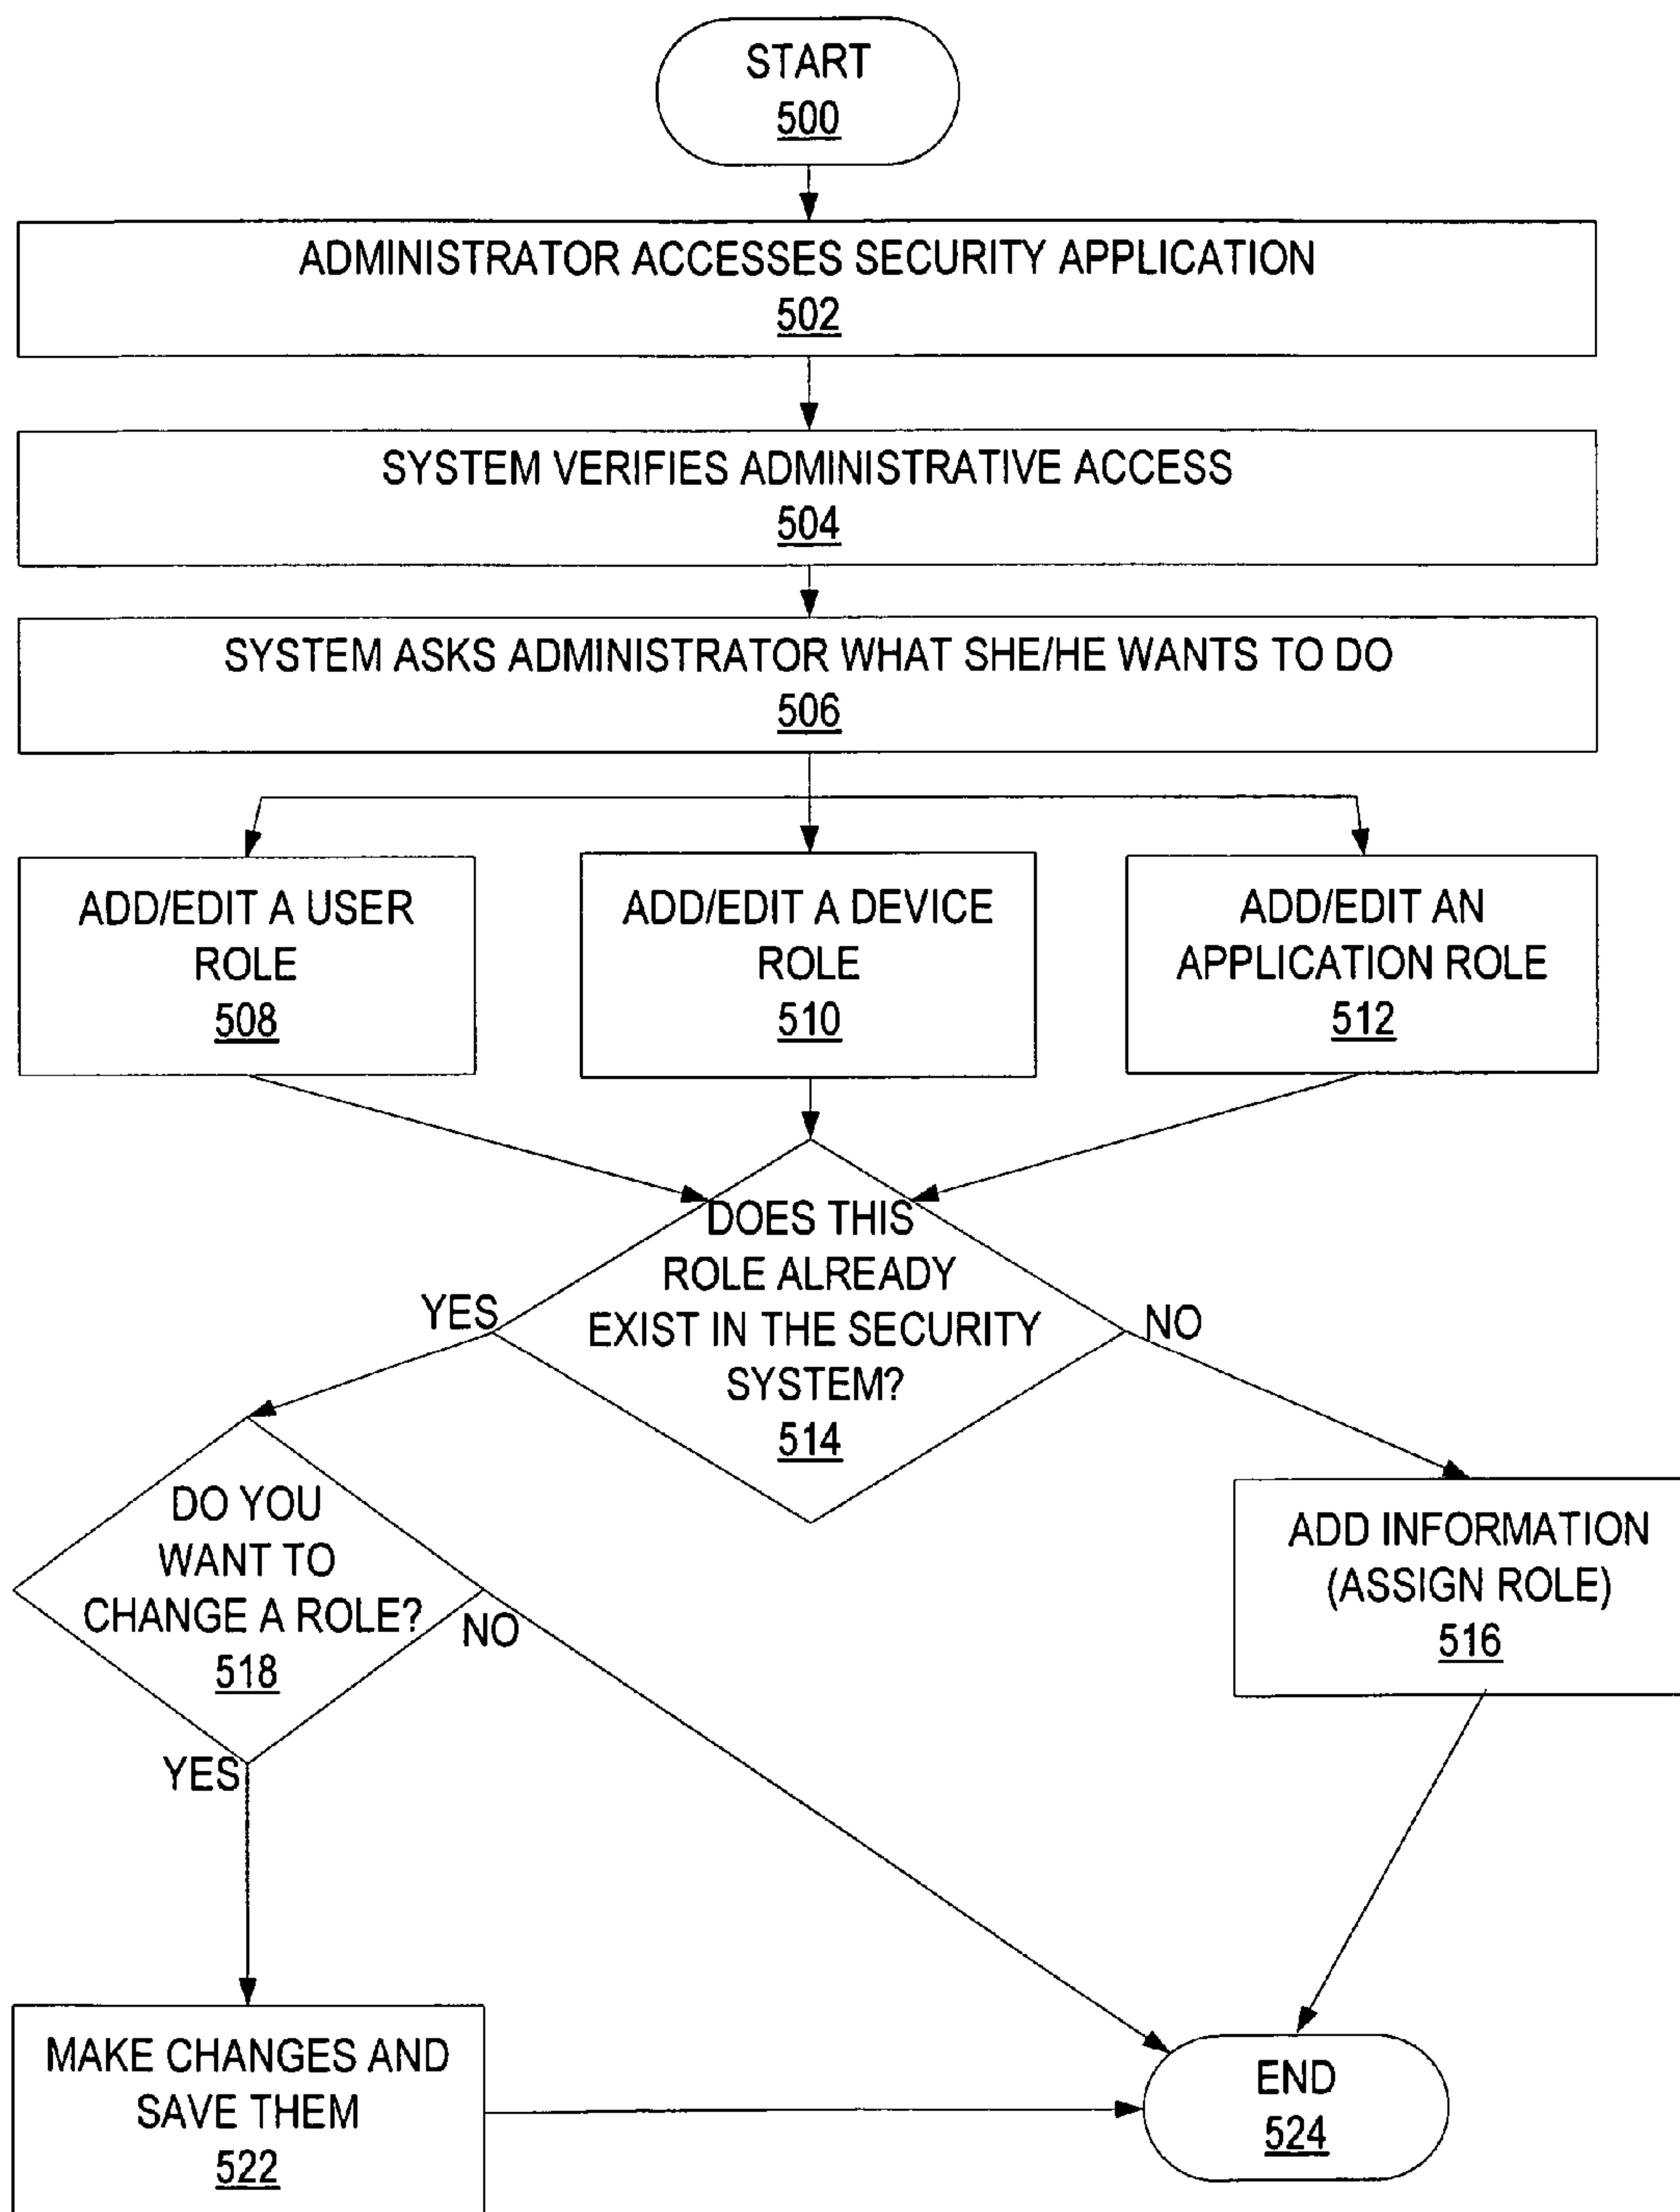 START
500
ADMINISTRATOR ACCESSES SECURITY APPLICATION
502
SYSTEM VERIFIES ADMINISTRATIVE ACCESS
504
SYSTEM ASKS ADMINISTRATOR WHAT SHE/HE WANTS TO DO
506
ADD/EDIT A USER
ROLE
508
ADD/EDIT A DEVICE
ROLE
510
ADD/EDIT AN
APPLICATION ROLE
512
DOES THIS
ROLE ALREADY
EXIST IN THE SECURITY
SYSTEM?
514
YES
NO
DO YOU
WANT TO
CHANGE A ROLE?
518
NO
YES
ADD INFORMATION
(ASSIGN ROLE)
516
MAKE CHANGES AND
SAVE THEM
522
END
524